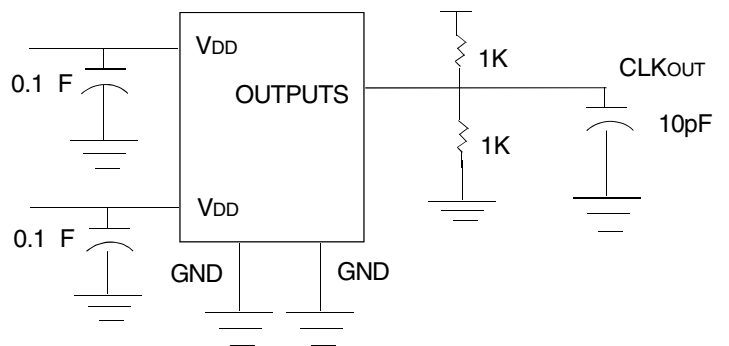 VDD
1K
CLKOUT
0.1 F
OUTPUTS
10pF
1K
VDD
0.1 F
GND
GND